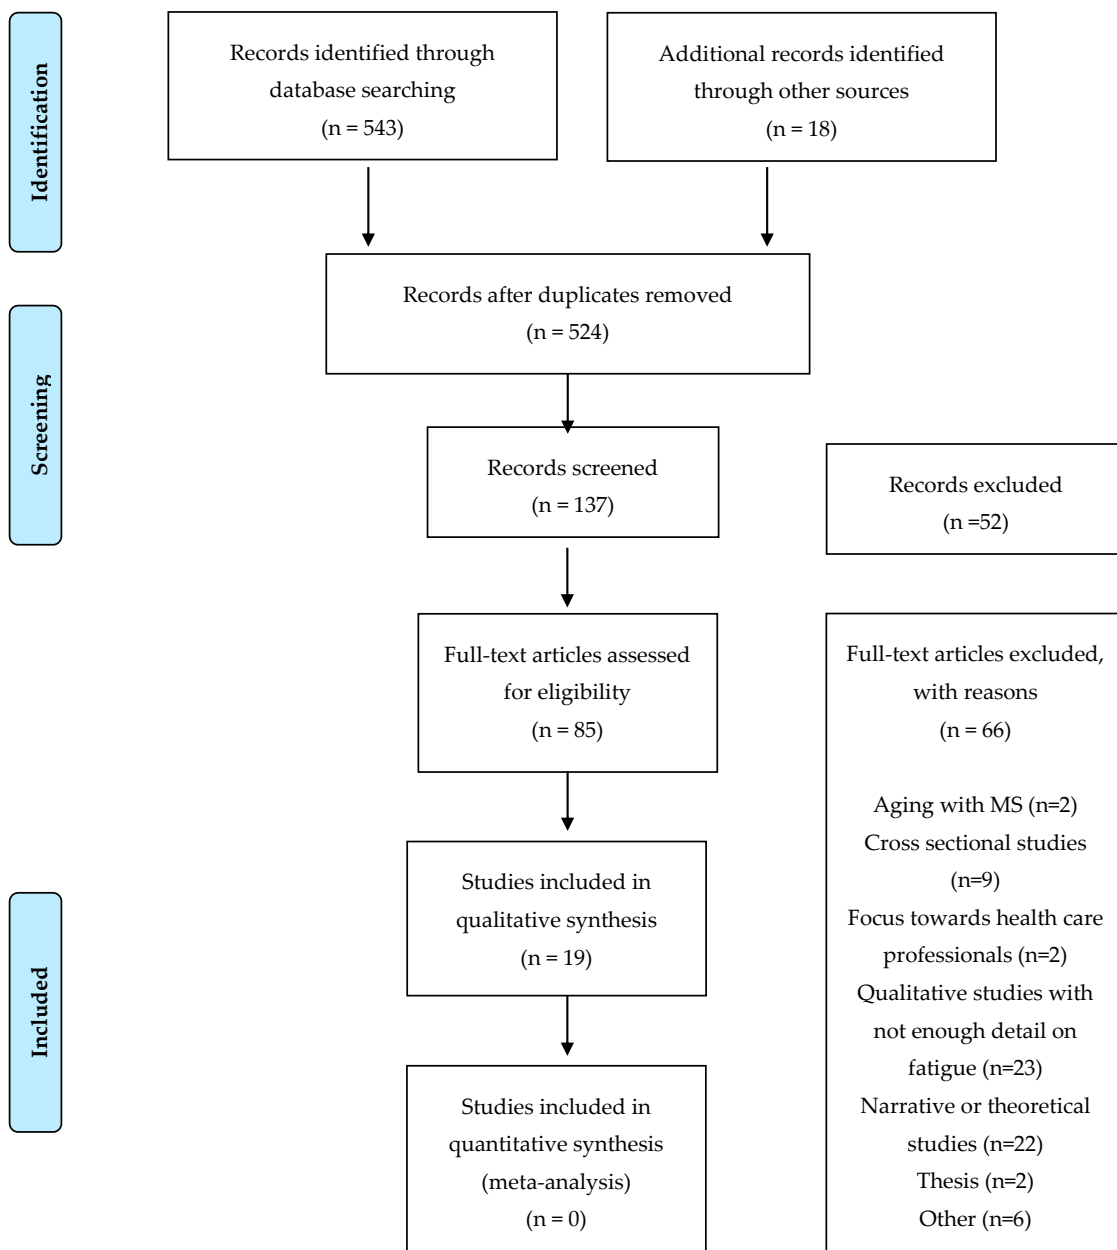 Identification
Records identified through
database searching
(n = 543)
Additional records identified
through other sources
(n = 18)
Records after duplicates removed
(n = 524)
Screening
Records screened
(n = 137)
Records excluded
(n =52)
Full-text articles assessed
for eligibility
(n = 85)
Full-text articles excluded,
with reasons
(n = 66)
Aging with MS (n=2)
Cross sectional studies
(n=9)
Focus towards health care
professionals (n=2)
Qualitative studies with
not enough detail on
fatigue (n=23)
Narrative or theoretical
studies (n=22)
Thesis (n=2)
Other (n=6)
Included
Studies included in
qualitative synthesis
(n = 19)
Studies included in
quantitative synthesis
(meta-analysis)
(n = 0)